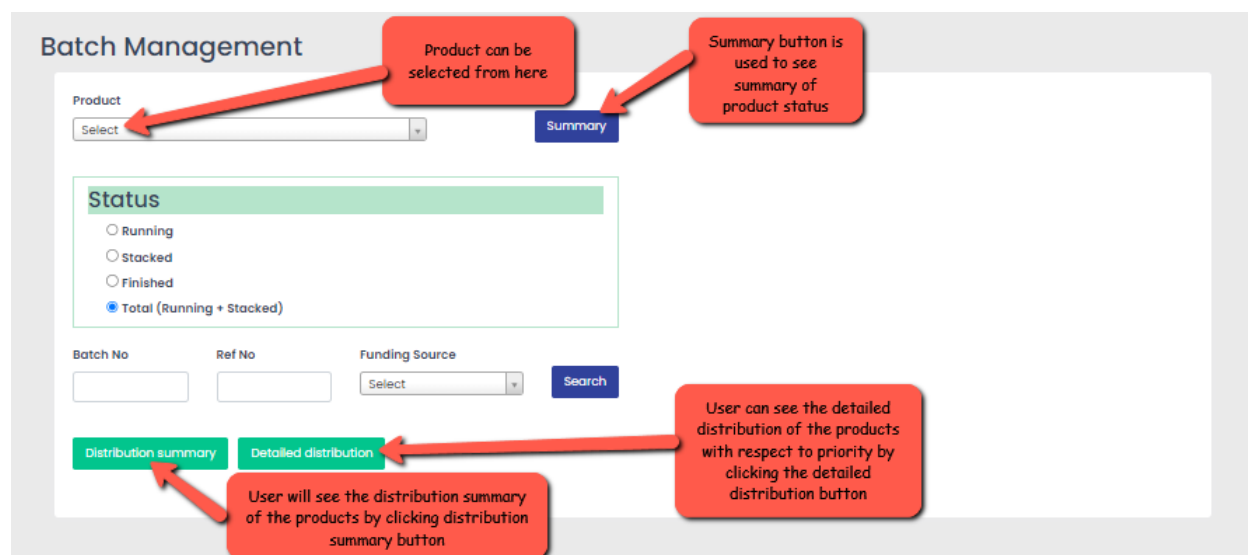 Batch Management
Product can be
selected from here
Summary button is
used to see
summary of
product status
Product
Select
Summary
Status
Running
Stacked
Finished
Total (Running + Stacked)
Batch No
Ref No
Funding Source
Select
Search
User can see the detailed
distribution of the products
with respect to priority by
clicking the detailed
distribution button
Distribution summary
Detailed distribution
User will see the distribution summary
of the products by clicking distribution
summary button